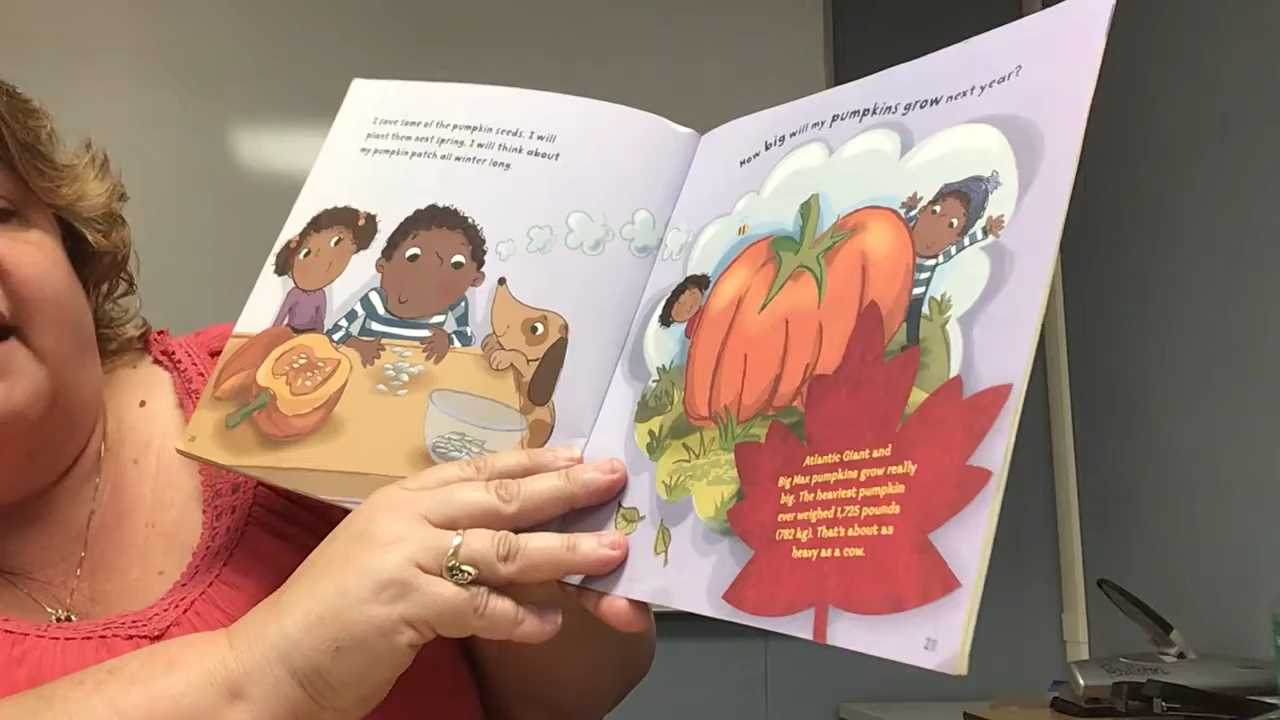 I save some of the pumpkin seeds. I will
plant them next spring. I will think about
my pumpkin patch all winter long.
How big will my pumpkins grow next year?
Atlantic Giant and
Big Max pumpkins grow really
big. The heaviest pumpkin
ever weighed 1,725 pounds
(782 kg). That's about as
heavy as a cow.